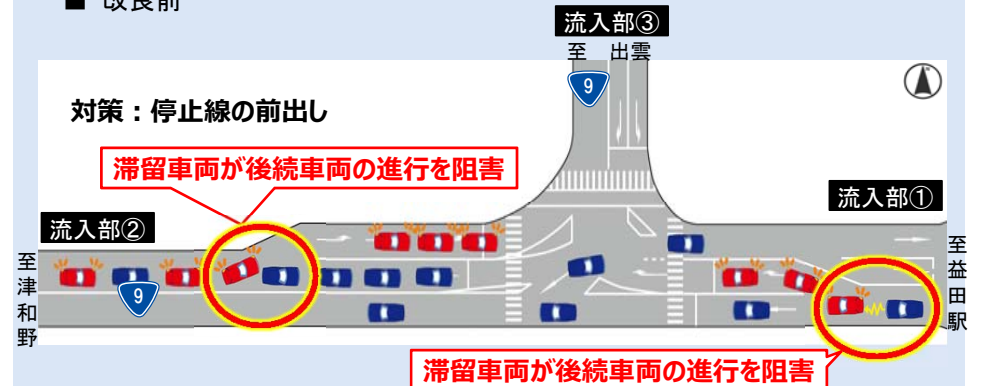 ■ 改良前
流入部③
至 出雲
9
対策：停止線の前出し
滞留車両が後続車両の進行を阻害
流入部①
流入部②
至益田駅
至津和野
9
滞留車両が後続車両の進行を阻害